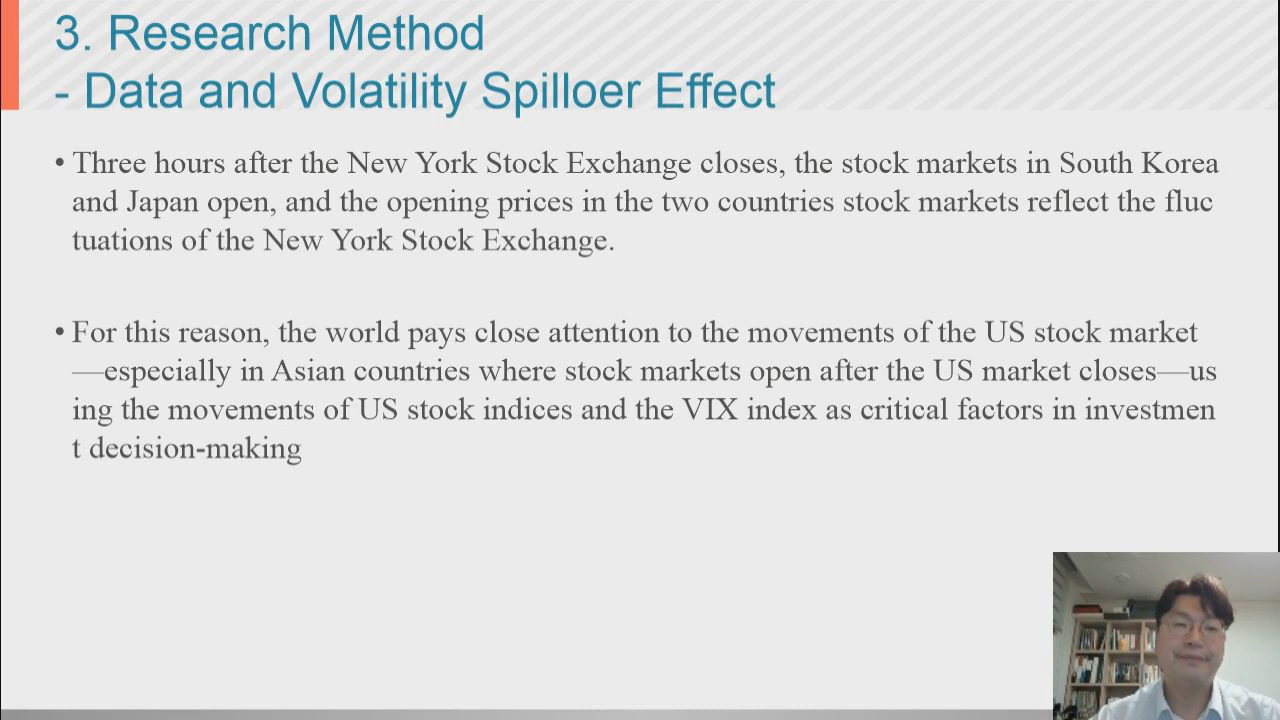 3. Research Method
- Data and Volatility Spilloer Effect
• Three hours after the New York Stock Exchange closes, the stock markets in South Korea
and Japan open, and the opening prices in the two countries stock markets reflect the fluc
tuations of the New York Stock Exchange.
• For this reason, the world pays close attention to the movements of the US stock market
—especially in Asian countries where stock markets open after the US market closes—us
ing the movements of US stock indices and the VIX index as critical factors in investmen
t decision-making